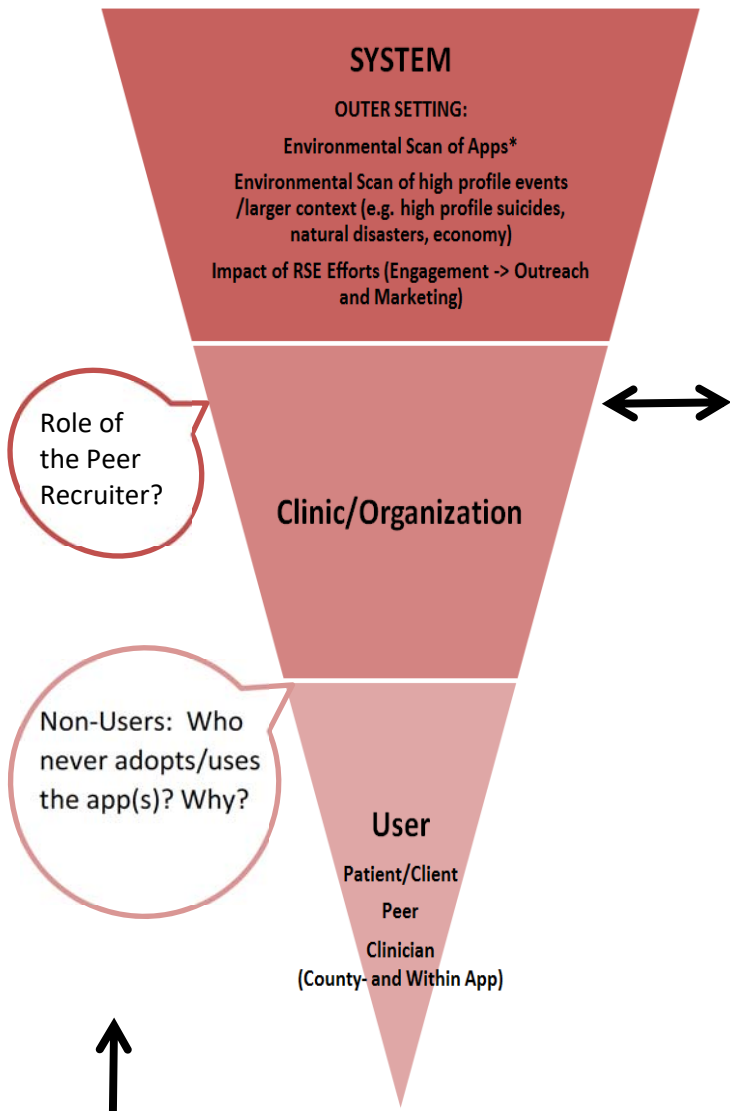 SYSTEM
OUTER SETTING:
Environmental Scan of Apps*
Environmental Scan of high profile events
/larger context (e.g. high profile suicides,
natural disasters, economy)
Impact of RSE Efforts (Engagement -> Outreach
and Marketing)
Role of
the Peer
Recruiter?
Clinic/Organization
Non-Users: Who
never adopts/uses
the app(s)? Why?
User
Patient/Client
Peer
Clinician
(County- and Within App)